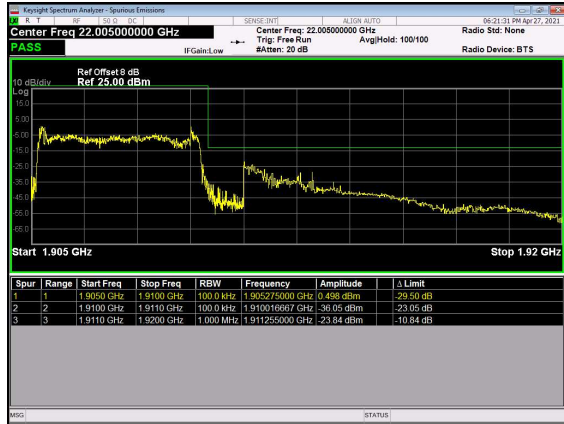 Keysight Spectrum Analyzer - Spurious Emissions
LXI R T RF 50 Ω DC SENSE:INT ALIGN AUTO 06:21:31 PM Apr 27, 2021
Center Freq 22.005000000 GHz Center Freq: 22.005000000 GHz Radio Std: None
Trig: Free Run Avg|Hold: 100/100
PASS IFGain:Low #Atten: 20 dB Radio Device: BTS
Ref Offset 8 dB
10 dB/div Ref 25.00 dBm
Log
15.0
5.00
-5.00
-15.0
-25.0
-35.0
-45.0
-55.0
-65.0
Start 1.905 GHz Stop 1.92 GHz
Spur Range Start Freq Stop Freq RBW Frequency Amplitude Δ Limit
1 1 1.9050 GHz 1.9100 GHz 100.0 kHz 1.905275000 GHz 0.498 dBm -29.50 dB
2 2 1.9100 GHz 1.9110 GHz 100.0 kHz 1.910016667 GHz -36.05 dBm -23.05 dB
3 3 1.9110 GHz 1.9200 GHz 1.000 MHz 1.911255000 GHz -23.84 dBm -10.84 dB
MSG STATUS